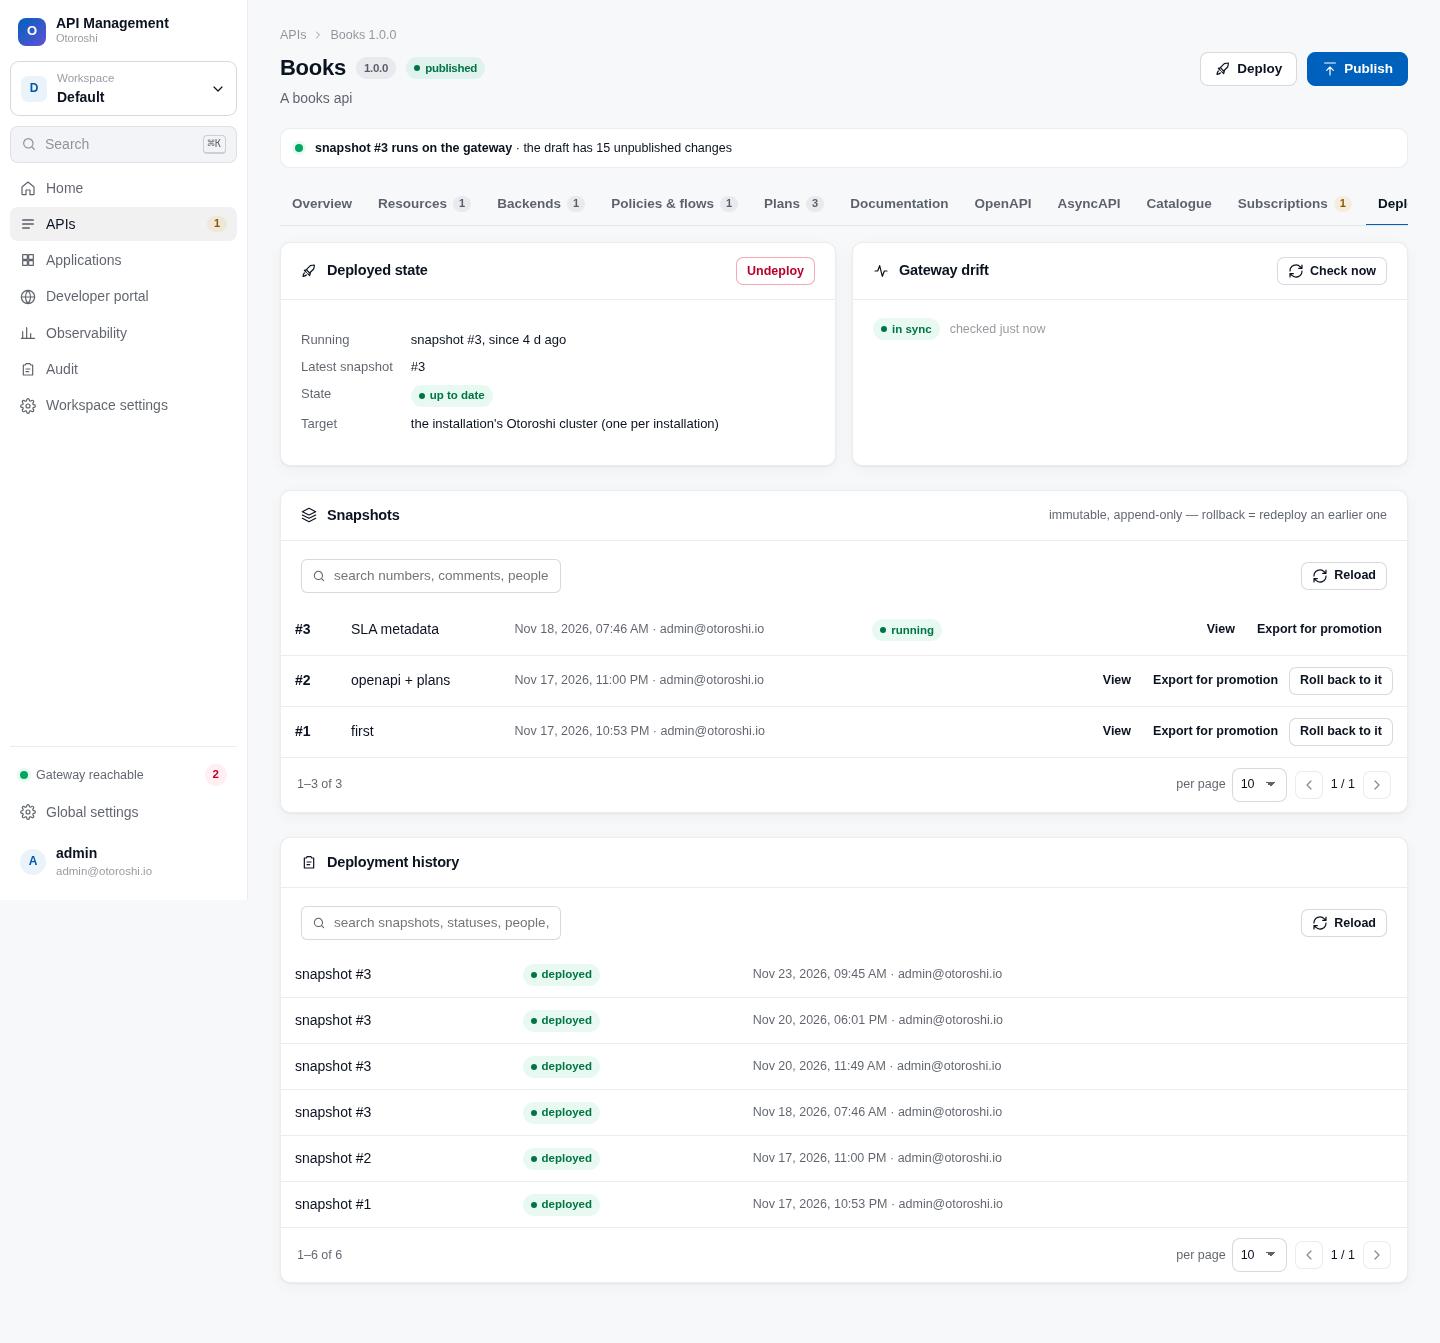 O
API Management
Otoroshi
D
Workspace
Default
Search
⌘K
Home
APIs 1
Applications
Developer portal
Observability
Audit
Workspace settings
Gateway reachable 2
Global settings
A
admin
admin@otoroshi.io
APIs > Books 1.0.0
Books 1.0.0 published
Deploy Publish
A books api
snapshot #3 runs on the gateway · the draft has 15 unpublished changes
Overview Resources 1 Backends 1 Policies & flows 1 Plans 3 Documentation OpenAPI AsyncAPI Catalogue Subscriptions 1 Depl
Deployed state Undeploy
Running snapshot #3, since 4 d ago
Latest snapshot #3
State up to date
Target the installation's Otoroshi cluster (one per installation)
Gateway drift Check now
in sync checked just now
Snapshots immutable, append-only — rollback = redeploy an earlier one
search numbers, comments, people Reload
#3 SLA metadata Nov 18, 2026, 07:46 AM · admin@otoroshi.io running View Export for promotion
#2 openapi + plans Nov 17, 2026, 11:00 PM · admin@otoroshi.io View Export for promotion Roll back to it
#1 first Nov 17, 2026, 10:53 PM · admin@otoroshi.io View Export for promotion Roll back to it
1–3 of 3 per page 10 1 / 1
Deployment history
search snapshots, statuses, people, Reload
snapshot #3 deployed Nov 23, 2026, 09:45 AM · admin@otoroshi.io
snapshot #3 deployed Nov 20, 2026, 06:01 PM · admin@otoroshi.io
snapshot #3 deployed Nov 20, 2026, 11:49 AM · admin@otoroshi.io
snapshot #3 deployed Nov 18, 2026, 07:46 AM · admin@otoroshi.io
snapshot #2 deployed Nov 17, 2026, 11:00 PM · admin@otoroshi.io
snapshot #1 deployed Nov 17, 2026, 10:53 PM · admin@otoroshi.io
1–6 of 6 per page 10 1 / 1